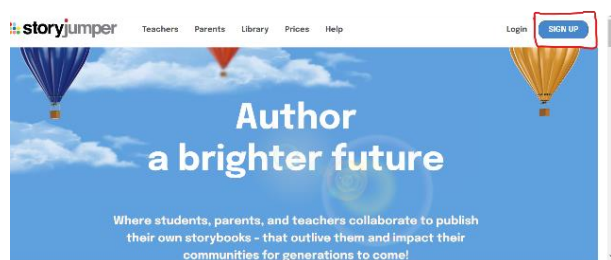 storyjumper Teachers Parents Library Prices Help Login SIGN UP
Author
a brighter future
Where students, parents, and teachers collaborate to publish
their own storybooks – that outlive them and impact their
communities for generations to come!